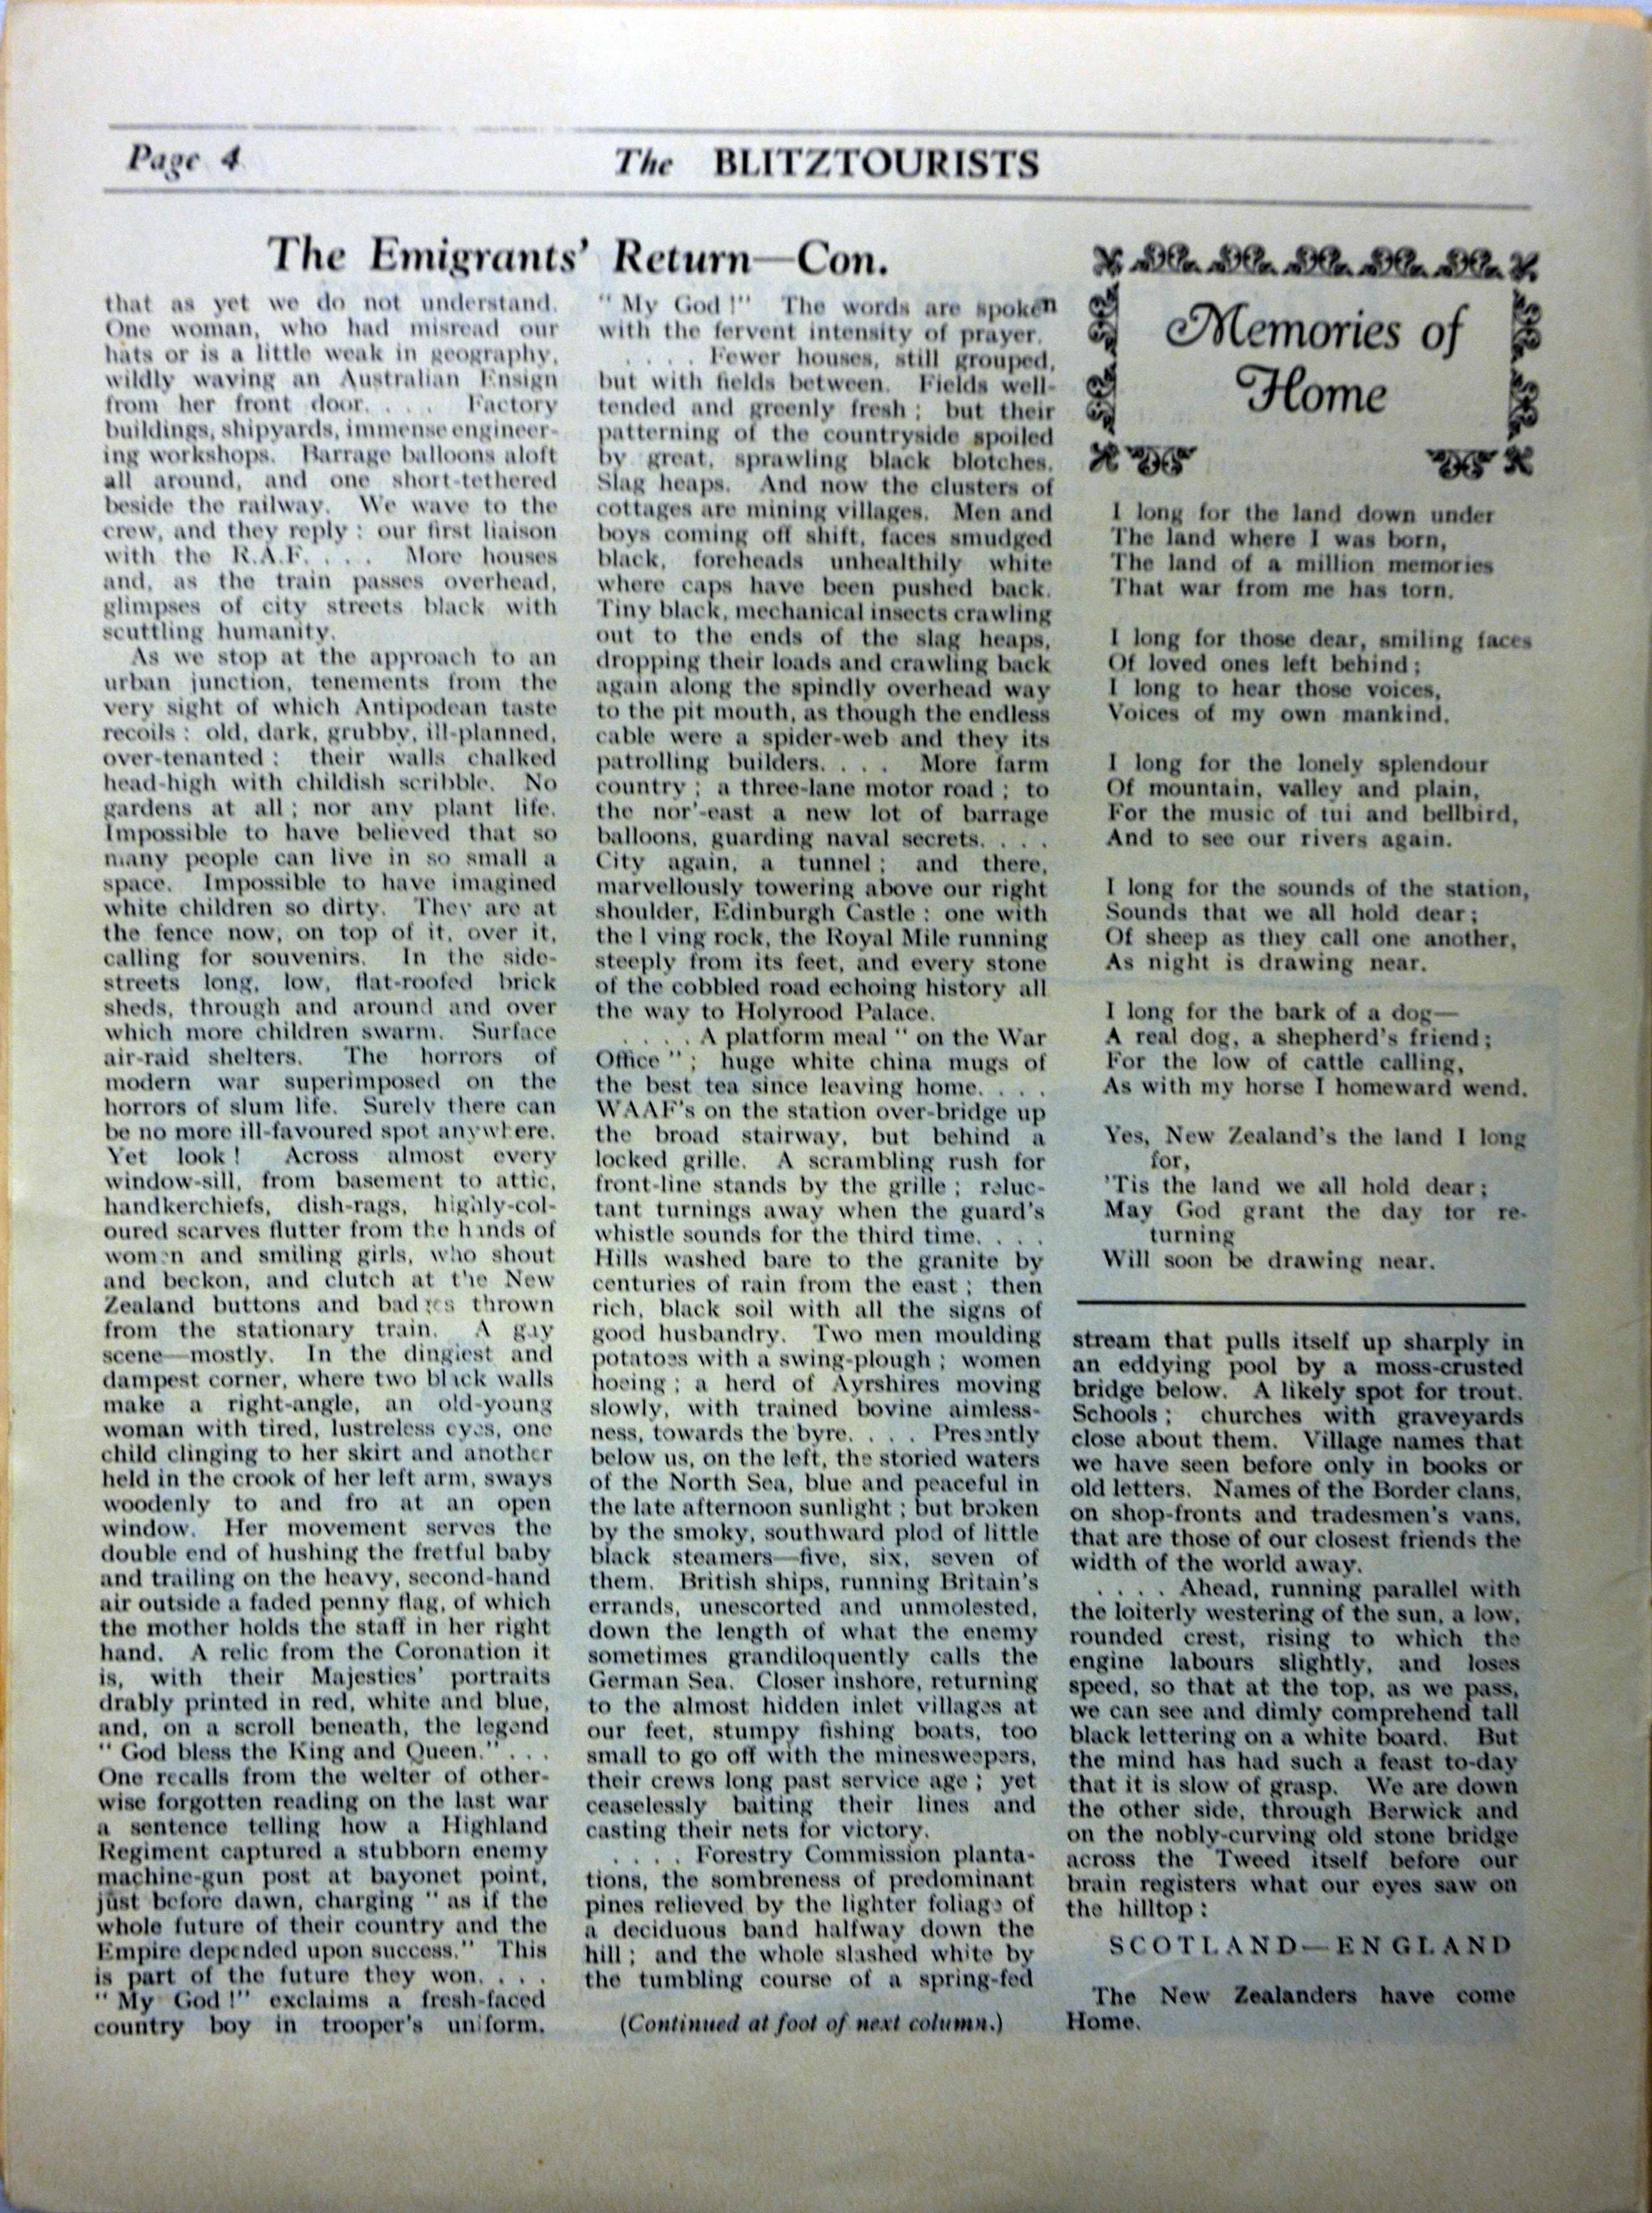 Page 4
The BLITZTOURISTS
The Emigrants' Return—Con.
that as yet we do not understand.
One woman, who had misread our
hats or is a little weak in geography,
wildly waving an Australian Ensign
from her front door. . . . Factory
buildings, shipyards, immense engineer-
ing workshops. Barrage balloons aloft
all around, and one short-tethered
beside the railway. We wave to the
crew, and they reply : our first liaison
with the R.A.F. . . . More houses
and, as the train passes overhead,
glimpses of city streets black with
scuttling humanity.
As we stop at the approach to an
urban junction, tenements from the
very sight of which Antipodean taste
recoils : old, dark, grubby, ill-planned,
over-tenanted : their walls chalked
head-high with childish scribble. No
gardens at all ; nor any plant life.
Impossible to have believed that so
many people can live in so small a
space. Impossible to have imagined
white children so dirty. They are at
the fence now, on top of it, over it,
calling for souvenirs. In the side-
streets long, low, flat-roofed brick
sheds, through and around and over
which more children swarm. Surface
air-raid shelters. The horrors of
modern war superimposed on the
horrors of slum life. Surely there can
be no more ill-favoured spot anywhere.
Yet look ! Across almost every
window-sill, from basement to attic,
handkerchiefs, dish-rags, highly-col-
oured scarves flutter from the hands of
women and smiling girls, who shout
and beckon, and clutch at the New
Zealand buttons and badges thrown
from the stationary train. A gay
scene—mostly. In the dingiest and
dampest corner, where two black walls
make a right-angle, an old-young
woman with tired, lustreless eyes, one
child clinging to her skirt and another
held in the crook of her left arm, sways
woodenly to and fro at an open
window. Her movement serves the
double end of hushing the fretful baby
and trailing on the heavy, second-hand
air outside a faded penny flag, of which
the mother holds the staff in her right
hand. A relic from the Coronation it
is, with their Majesties' portraits
drably printed in red, white and blue,
and, on a scroll beneath, the legend
" God bless the King and Queen." . . .
One recalls from the welter of other-
wise forgotten reading on the last war
a sentence telling how a Highland
Regiment captured a stubborn enemy
machine-gun post at bayonet point,
just before dawn, charging " as if the
whole future of their country and the
Empire depended upon success." This
is part of the future they won. . . .
" My God !" exclaims a fresh-faced
country boy in trooper's uniform.
" My God !" The words are spoken
with the fervent intensity of prayer.
. . . . Fewer houses, still grouped,
but with fields between. Fields well-
tended and greenly fresh ; but their
patterning of the countryside spoiled
by great, sprawling black blotches.
Slag heaps. And now the clusters of
cottages are mining villages. Men and
boys coming off shift, faces smudged
black, foreheads unhealthily white
where caps have been pushed back.
Tiny black, mechanical insects crawling
out to the ends of the slag heaps,
dropping their loads and crawling back
again along the spindly overhead way
to the pit mouth, as though the endless
cable were a spider-web and they its
patrolling builders. . . . More farm
country ; a three-lane motor road ; to
the nor'-east a new lot of barrage
balloons, guarding naval secrets. . . .
City again, a tunnel ; and there,
marvellously towering above our right
shoulder, Edinburgh Castle : one with
the l ving rock, the Royal Mile running
steeply from its feet, and every stone
of the cobbled road echoing history all
the way to Holyrood Palace.
. . . . A platform meal " on the War
Office " ; huge white china mugs of
the best tea since leaving home. . . .
WAAF's on the station over-bridge up
the broad stairway, but behind a
locked grille. A scrambling rush for
front-line stands by the grille ; reluc-
tant turnings away when the guard's
whistle sounds for the third time. . . .
Hills washed bare to the granite by
centuries of rain from the east ; then
rich, black soil with all the signs of
good husbandry. Two men moulding
potatoes with a swing-plough ; women
hoeing ; a herd of Ayrshires moving
slowly, with trained bovine aimless-
ness, towards the byre. . . . Presently
below us, on the left, the storied waters
of the North Sea, blue and peaceful in
the late afternoon sunlight ; but broken
by the smoky, southward plod of little
black steamers—five, six, seven of
them. British ships, running Britain's
errands, unescorted and unmolested,
down the length of what the enemy
sometimes grandiloquently calls the
German Sea. Closer inshore, returning
to the almost hidden inlet villages at
our feet, stumpy fishing boats, too
small to go off with the minesweepers,
their crews long past service age ; yet
ceaselessly baiting their lines and
casting their nets for victory.
. . . . Forestry Commission planta-
tions, the sombreness of predominant
pines relieved by the lighter foliage of
a deciduous band halfway down the
hill ; and the whole slashed white by
the tumbling course of a spring-fed
(Continued at foot of next column.)
Memories of
Home
I long for the land down under
The land where I was born,
The land of a million memories
That war from me has torn.
I long for those dear, smiling faces
Of loved ones left behind ;
I long to hear those voices,
Voices of my own mankind.
I long for the lonely splendour
Of mountain, valley and plain,
For the music of tui and bellbird,
And to see our rivers again.
I long for the sounds of the station,
Sounds that we all hold dear ;
Of sheep as they call one another,
As night is drawing near.
I long for the bark of a dog—
A real dog, a shepherd's friend ;
For the low of cattle calling,
As with my horse I homeward wend.
Yes, New Zealand's the land I long
for,
'Tis the land we all hold dear ;
May God grant the day for re-
turning
Will soon be drawing near.
stream that pulls itself up sharply in
an eddying pool by a moss-crusted
bridge below. A likely spot for trout.
Schools ; churches with graveyards
close about them. Village names that
we have seen before only in books or
old letters. Names of the Border clans,
on shop-fronts and tradesmen's vans,
that are those of our closest friends the
width of the world away.
. . . . Ahead, running parallel with
the loiterly westering of the sun, a low,
rounded crest, rising to which the
engine labours slightly, and loses
speed, so that at the top, as we pass,
we can see and dimly comprehend tall
black lettering on a white board. But
the mind has had such a feast to-day
that it is slow of grasp. We are down
the other side, through Berwick and
on the nobly-curving old stone bridge
across the Tweed itself before our
brain registers what our eyes saw on
the hilltop :
SCOTLAND—ENGLAND
The New Zealanders have come
Home.